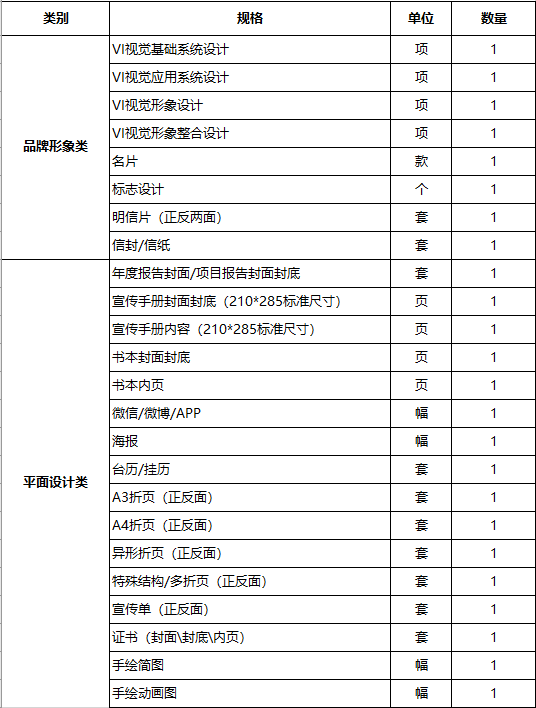 类别 规格 单位 数量
品牌形象类
VI视觉基础系统设计 项 1
VI视觉应用系统设计 项 1
VI视觉形象设计 项 1
VI视觉形象整合设计 项 1
名片 款 1
标志设计 个 1
明信片（正反两面） 套 1
信封/信纸 套 1
平面设计类
年度报告封面/项目报告封面封底 套 1
宣传手册封面封底（210*285标准尺寸） 页 1
宣传手册内容（210*285标准尺寸） 页 1
书本封面封底 页 1
书本内页 页 1
微信/微博/APP 幅 1
海报 幅 1
台历/挂历 套 1
A3折页（正反面） 套 1
A4折页（正反面） 套 1
异形折页（正反面） 套 1
特殊结构/多折页（正反面） 套 1
宣传单（正反面） 套 1
证书（封面\封底\内页） 套 1
手绘简图 幅 1
手绘动画图 幅 1